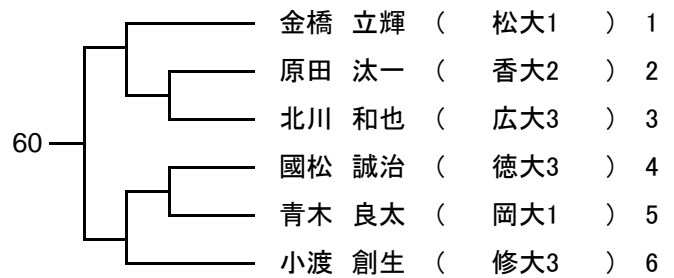 金橋 立輝 ( 松大1 ) 1
原田 汰一 ( 香大2 ) 2
北川 和也 ( 広大3 ) 3
60
國松 誠治 ( 徳大3 ) 4
青木 良太 ( 岡大1 ) 5
小渡 創生 ( 修大3 ) 6